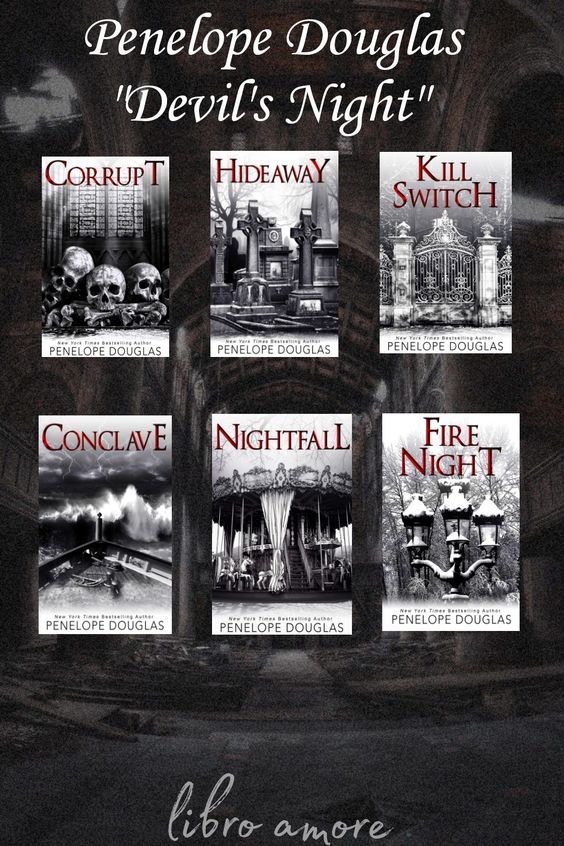 Penelope Douglas
"Devil's Night"
CORRUPT
New York Times Bestselling Author
PENELOPE DOUGLAS
HIDEAWAY
New York Times Bestselling Author
PENELOPE DOUGLAS
KILL
SWITCH
New York Times Bestselling Author
PENELOPE DOUGLAS
CONCLAVE
New York Times Bestselling Author
PENELOPE DOUGLAS
NIGHTFALL
New York Times Bestselling Author
PENELOPE DOUGLAS
FIRE
NIGHT
New York Times Bestselling Author
PENELOPE DOUGLAS
libro amore